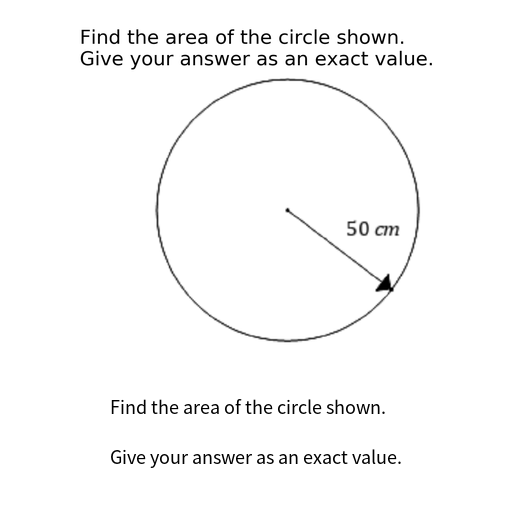 Find the area of the circle shown.
Give your answer as an exact value.
50 cm
Find the area of the circle shown.
Give your answer as an exact value.